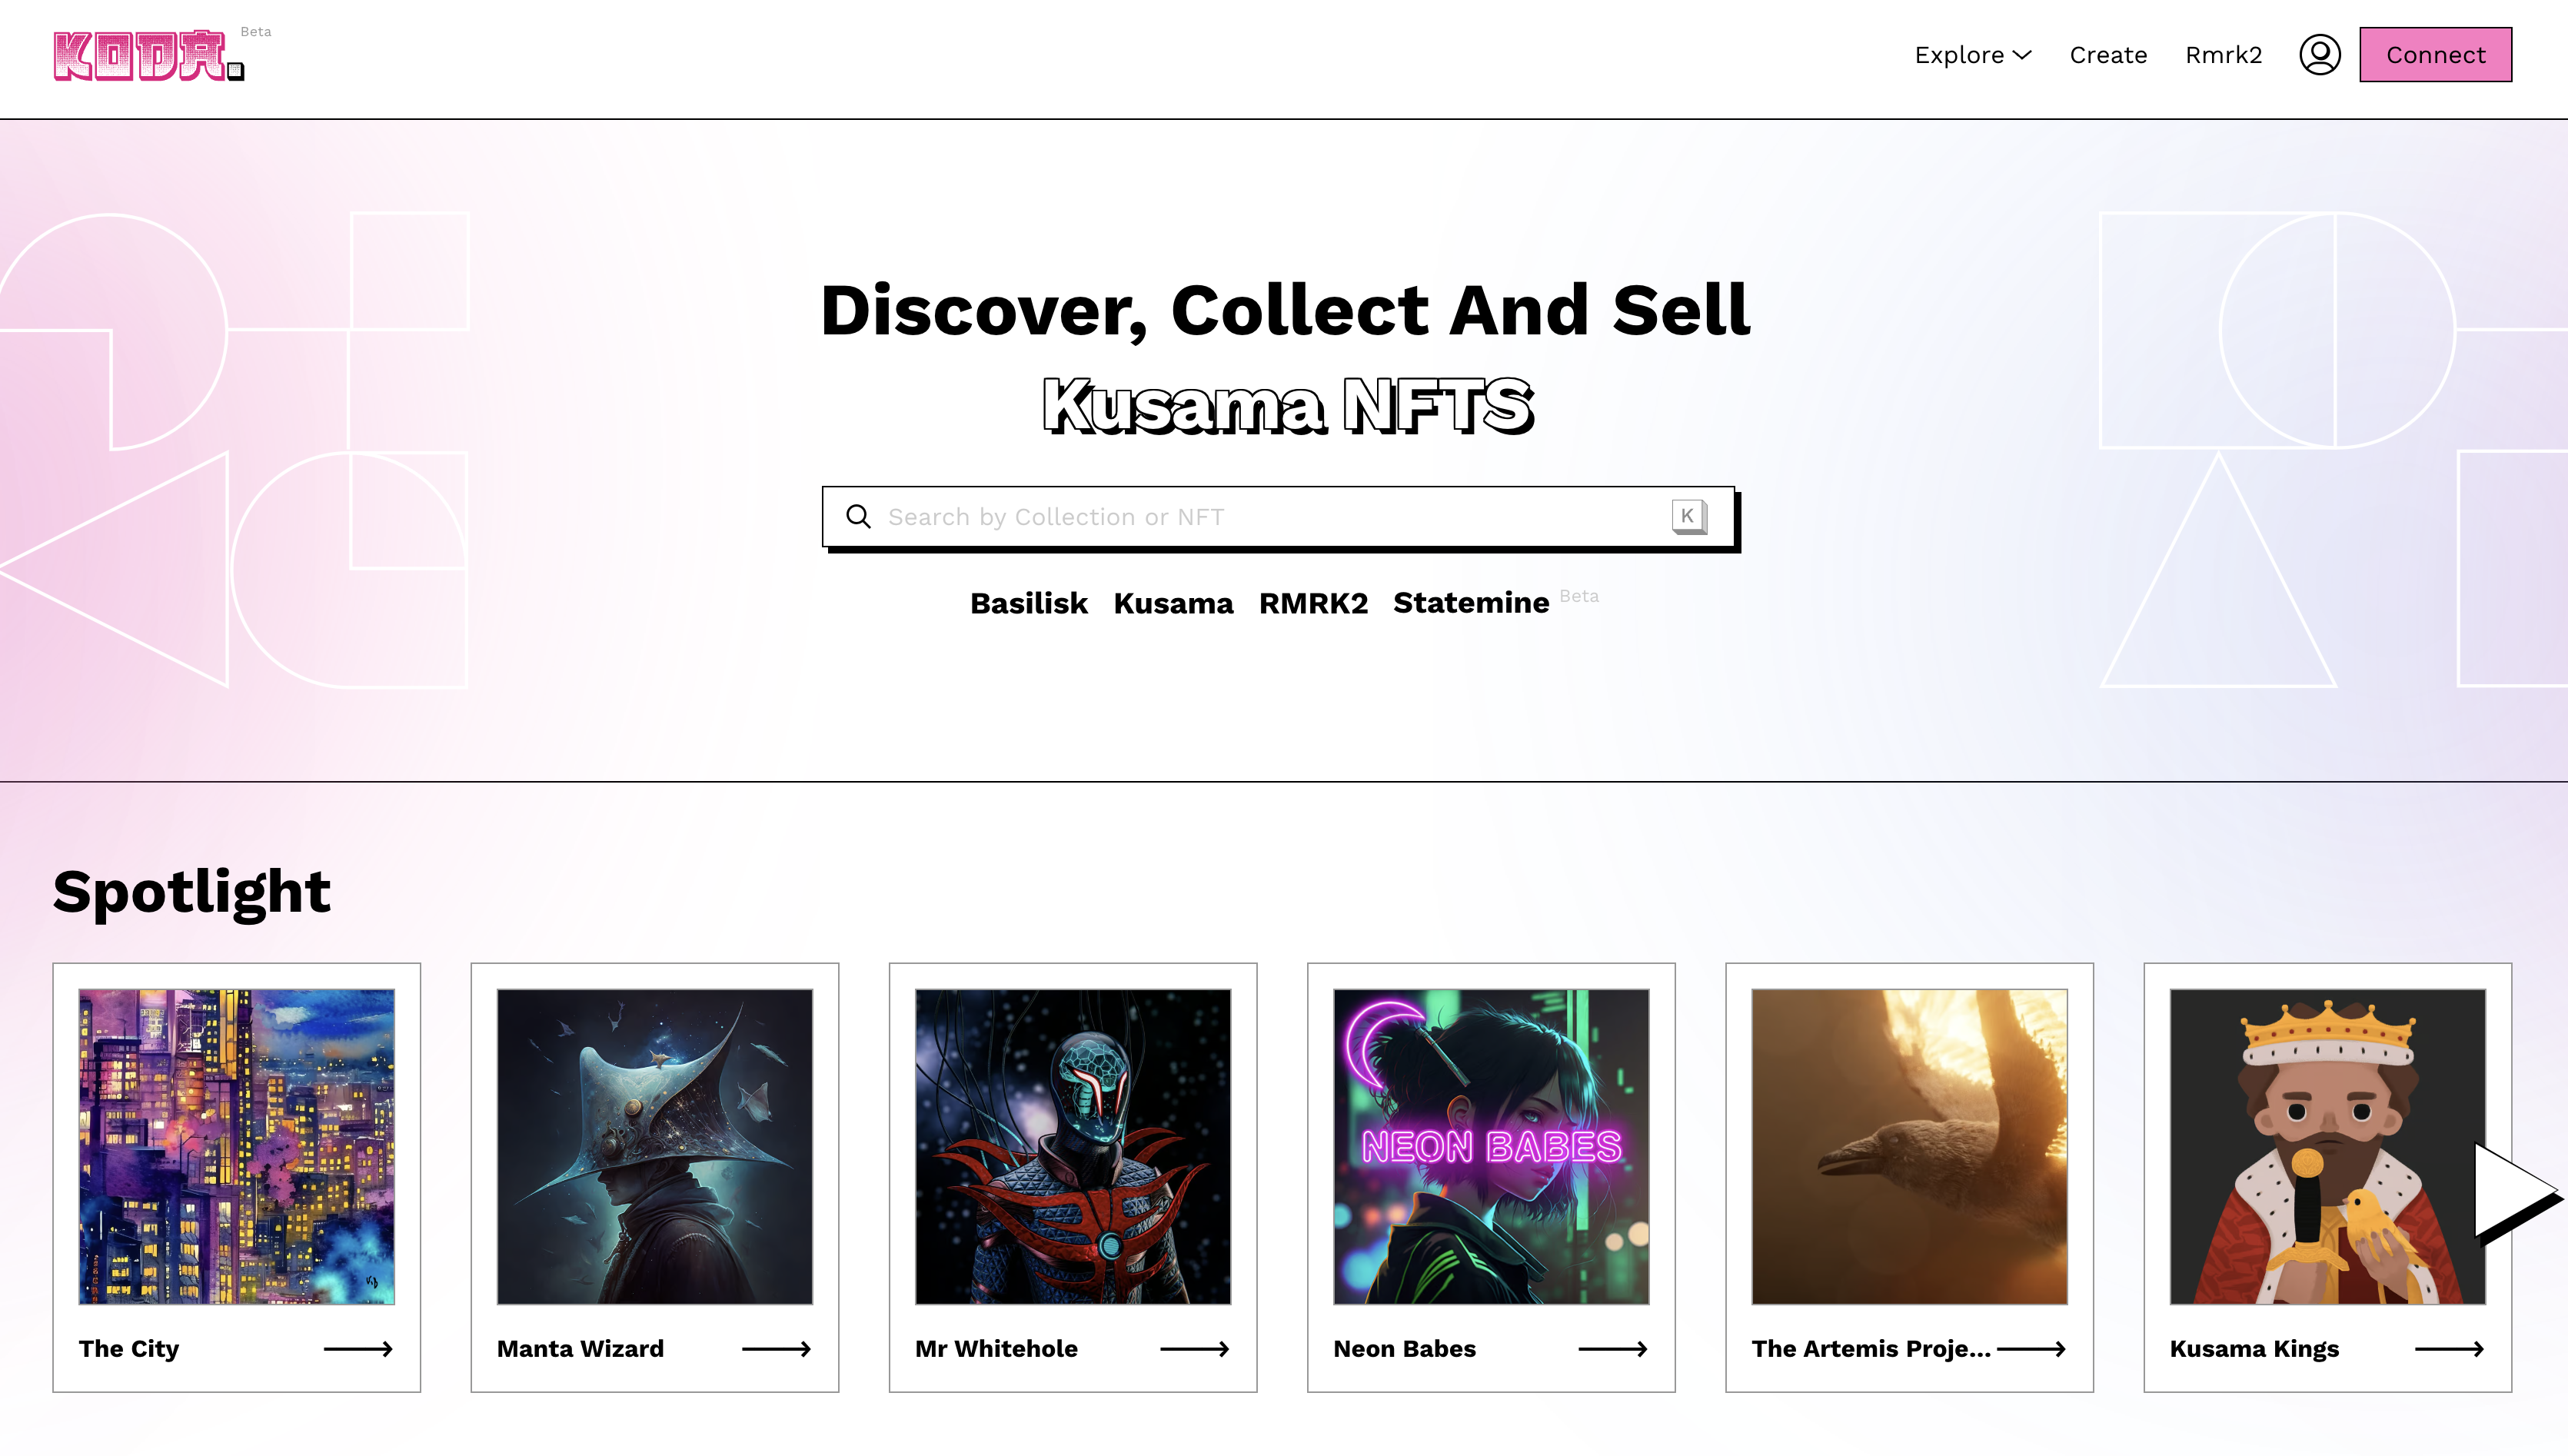 KODA.
Beta
Explore
Create
Rmrk2
Connect
Discover, Collect And Sell
Kusama NFTS
Search by Collection or NFT
K
Basilisk Kusama RMRK2 Statemine Beta
Spotlight
NEON BABES
The City
Manta Wizard
Mr Whitehole
Neon Babes
The Artemis Proje...
Kusama Kings